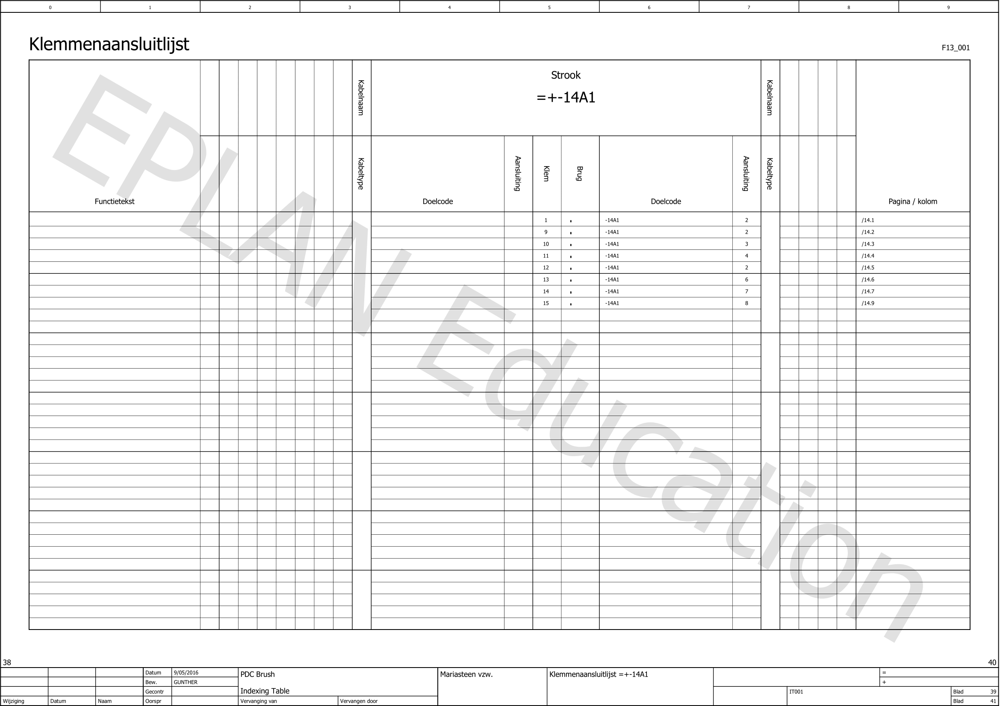 0 1 2 3 4 5 6 7 8 9
Klemmenaansluitlijst
F13_001
Strook
=+-14A1
Kabelnaam
Kabelnaam
Functietekst
Kabeltype
Doelcode
Aansluiting
Klem
Brug
Doelcode
Aansluiting
Kabeltype
Pagina / kolom
1 -14A1 2 /14.1
9 -14A1 2 /14.2
10 -14A1 3 /14.3
11 -14A1 4 /14.4
12 -14A1 2 /14.5
13 -14A1 6 /14.6
14 -14A1 7 /14.7
15 -14A1 8 /14.9
EPLAN Education
38
40
Datum 9/05/2016
Bew. GUNTHER
Gecontr
Wijziging Datum Naam Oorspr
PDC Brush
Indexing Table
Vervanging van
Vervangen door
Mariasteen vzw.
Klemmenaansluitlijst =+-14A1
=
+
IT001
Blad 39
Blad 41